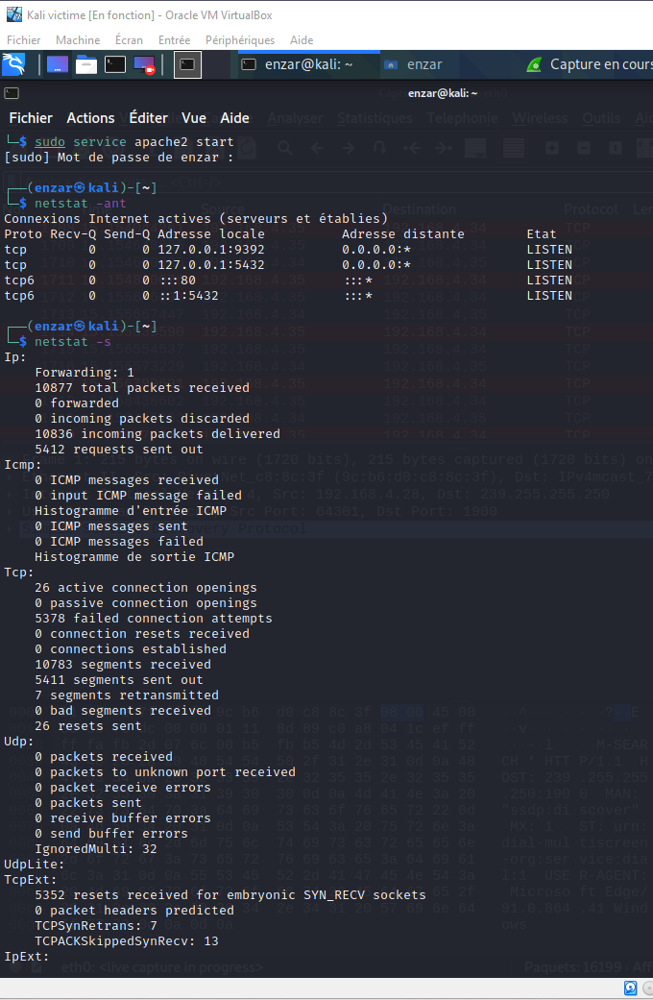 Kali victime [En fonction] - Oracle VM VirtualBox
Fichier Machine Écran Entrée Périphériques Aide
enzar@kali: ~ enzar Capture en cours
enzar@kali: ~
Fichier Actions Éditer Vue Aide
└─$ sudo service apache2 start
[sudo] Mot de passe de enzar :
┌──(enzar㉿kali)-[~]
└─$ netstat -ant
Connexions Internet actives (serveurs et établies)
Proto Recv-Q Send-Q Adresse locale Adresse distante Etat
tcp 0 0 127.0.0.1:9392 0.0.0.0:* LISTEN
tcp 0 0 127.0.0.1:5432 0.0.0.0:* LISTEN
tcp6 0 0 :::80 :::* LISTEN
tcp6 0 0 ::1:5432 :::* LISTEN
┌──(enzar㉿kali)-[~]
└─$ netstat -s
Ip:
Forwarding: 1
10877 total packets received
0 forwarded
0 incoming packets discarded
10836 incoming packets delivered
5412 requests sent out
Icmp:
0 ICMP messages received
0 input ICMP message failed
Histogramme d'entrée ICMP
0 ICMP messages sent
0 ICMP messages failed
Histogramme de sortie ICMP
Tcp:
26 active connection openings
0 passive connection openings
5378 failed connection attempts
0 connection resets received
0 connections established
10783 segments received
5411 segments sent out
7 segments retransmitted
0 bad segments received
26 resets sent
Udp:
0 packets received
0 packets to unknown port received
0 packet receive errors
0 packets sent
0 receive buffer errors
0 send buffer errors
IgnoredMulti: 32
UdpLite:
TcpExt:
5352 resets received for embryonic SYN_RECV sockets
0 packet headers predicted
TCPSynRetrans: 7
TCPACKSkippedSynRecv: 13
IpExt:
eth0: <live capture in progress> Paquets: 16199